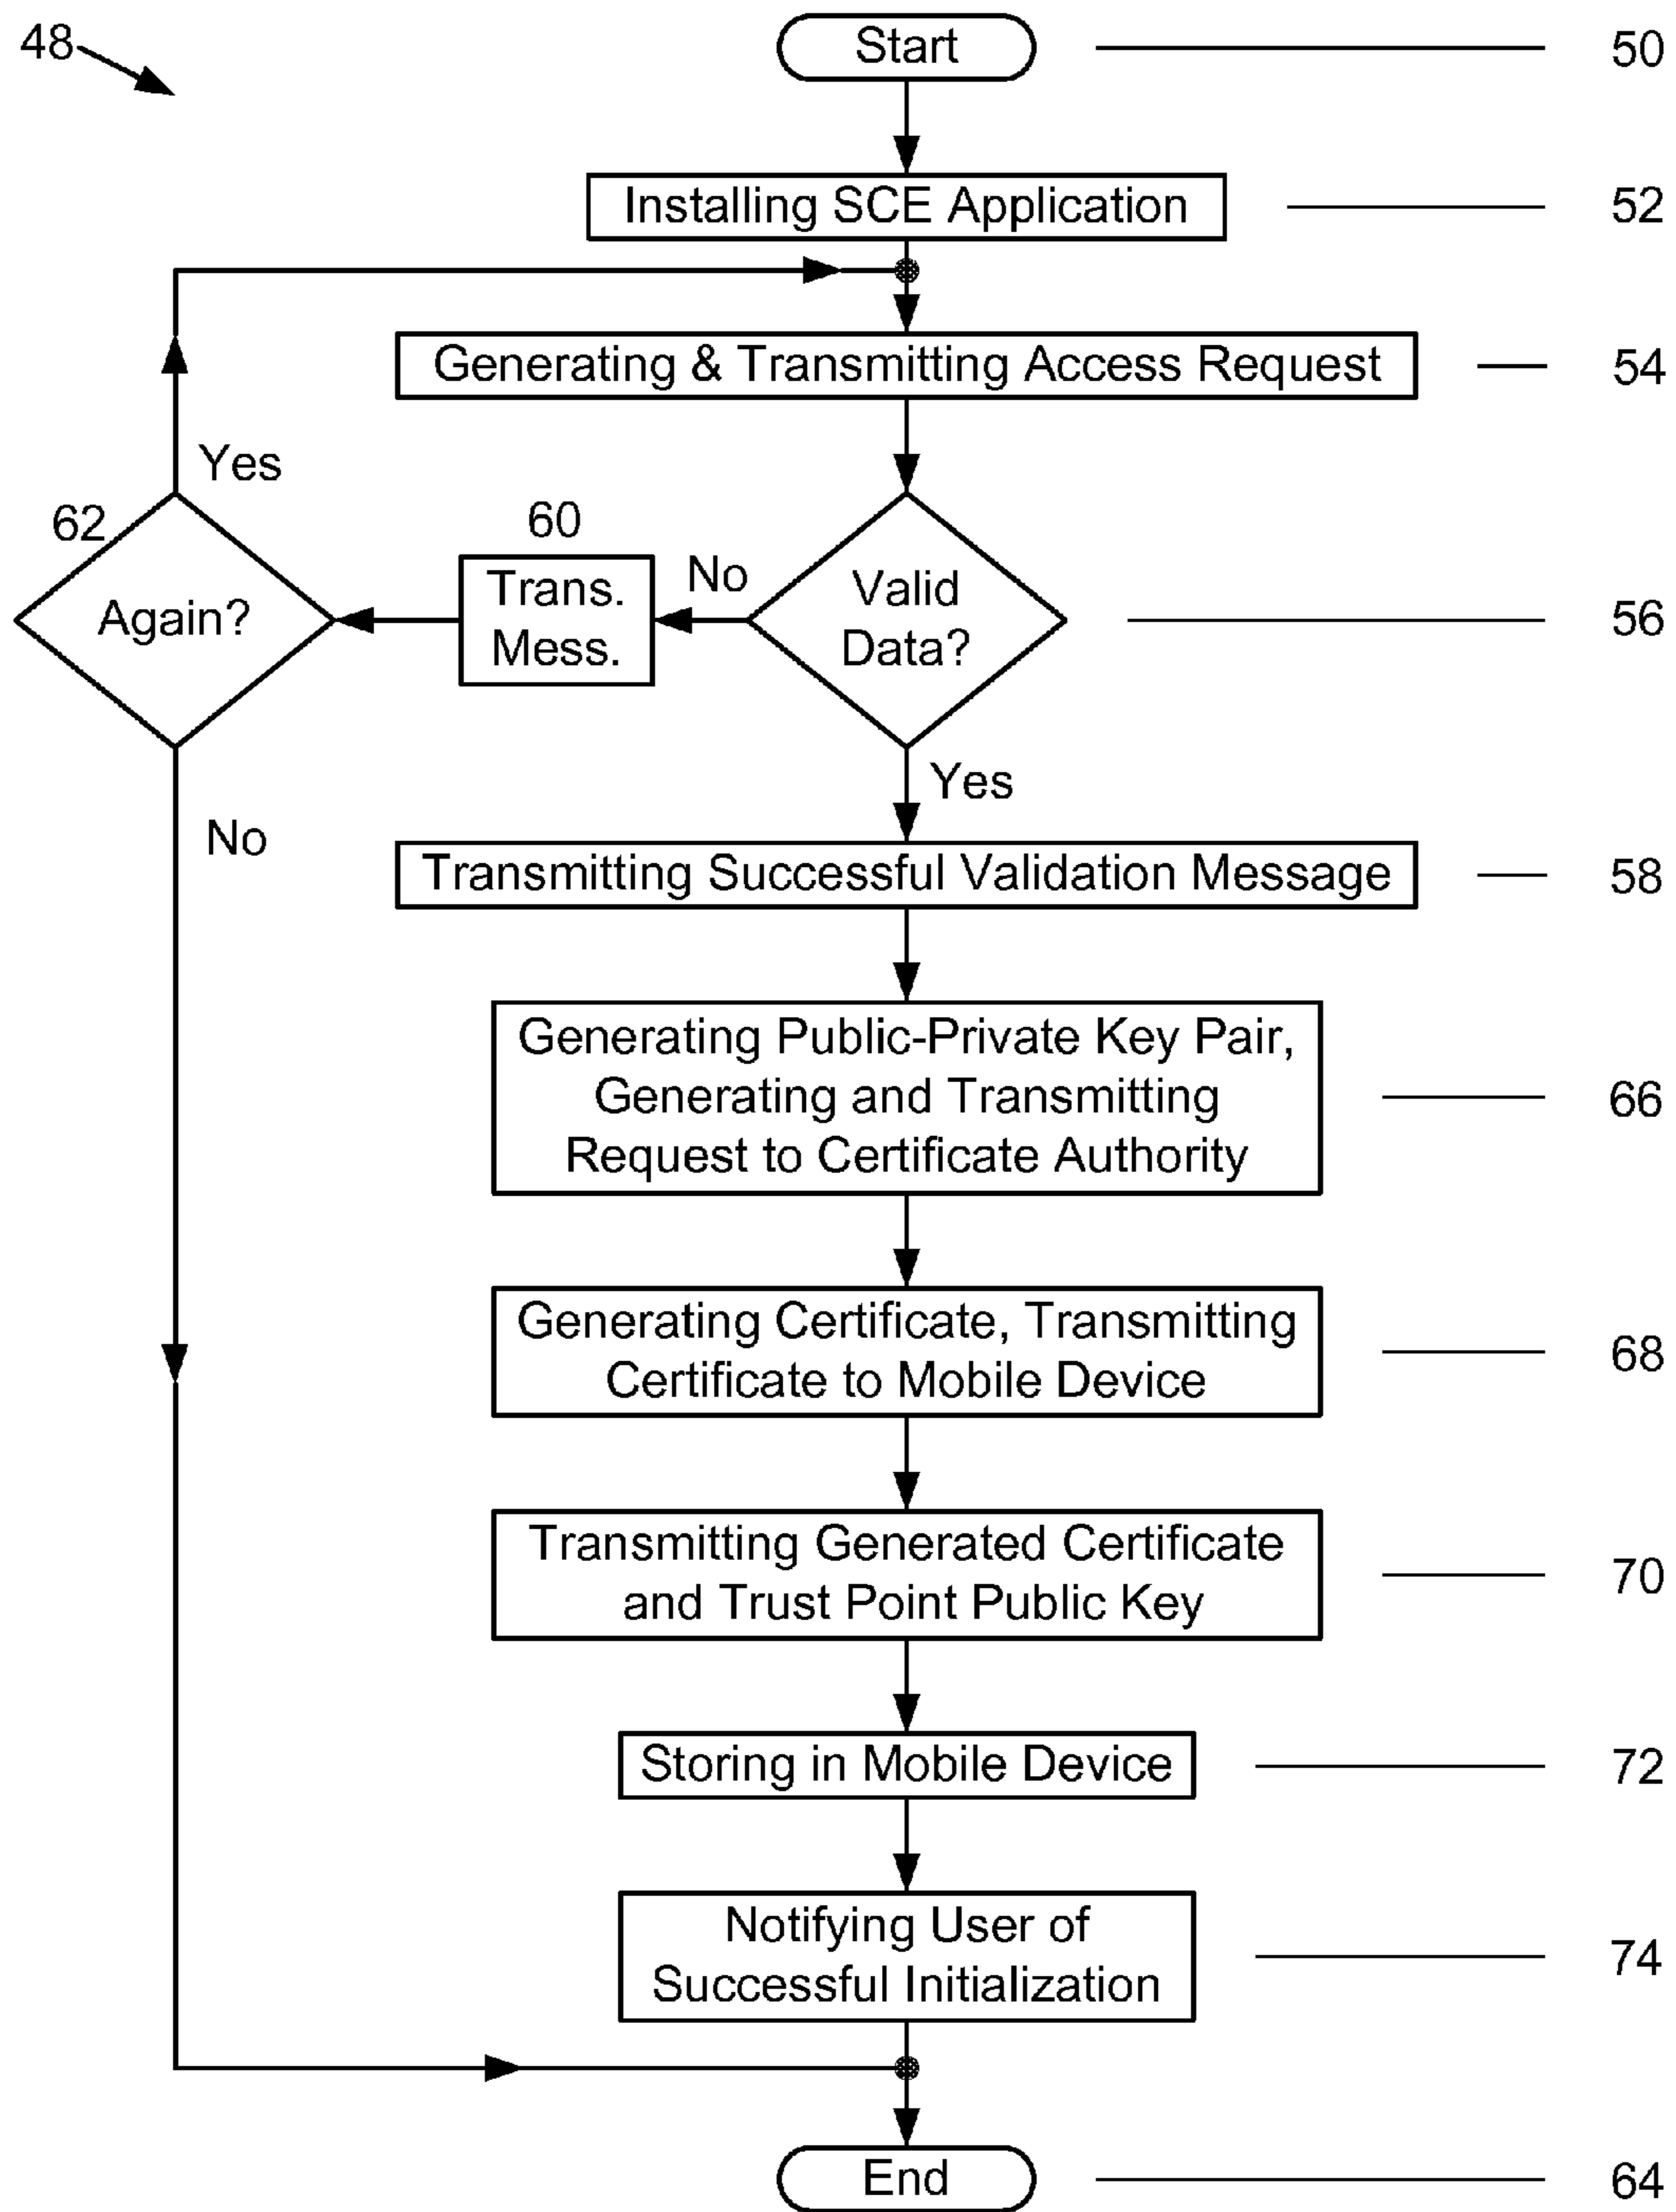 48
Start
50
Installing SCE Application
52
Generating & Transmitting Access Request
54
Yes
62
Again?
60
Trans.
Mess.
No
Valid
Data?
56
Yes
No
Transmitting Successful Validation Message
58
Generating Public-Private Key Pair,
Generating and Transmitting
Request to Certificate Authority
66
Generating Certificate, Transmitting
Certificate to Mobile Device
68
Transmitting Generated Certificate
and Trust Point Public Key
70
Storing in Mobile Device
72
Notifying User of
Successful Initialization
74
End
64